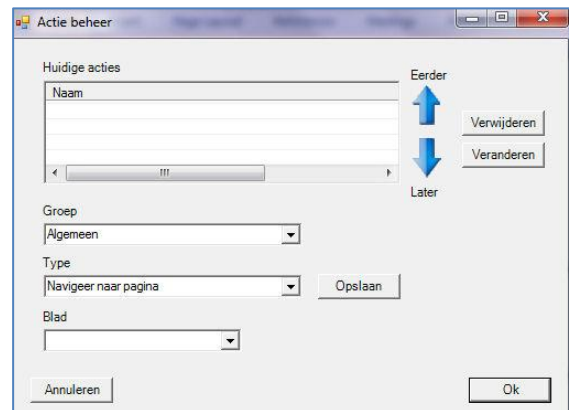 Actie beheer
Huidige acties
Naam
Eerder
Later
Verwijderen
Veranderen
Groep
Algemeen
Type
Navigeer naar pagina
Opslaan
Blad
Annuleren
Ok